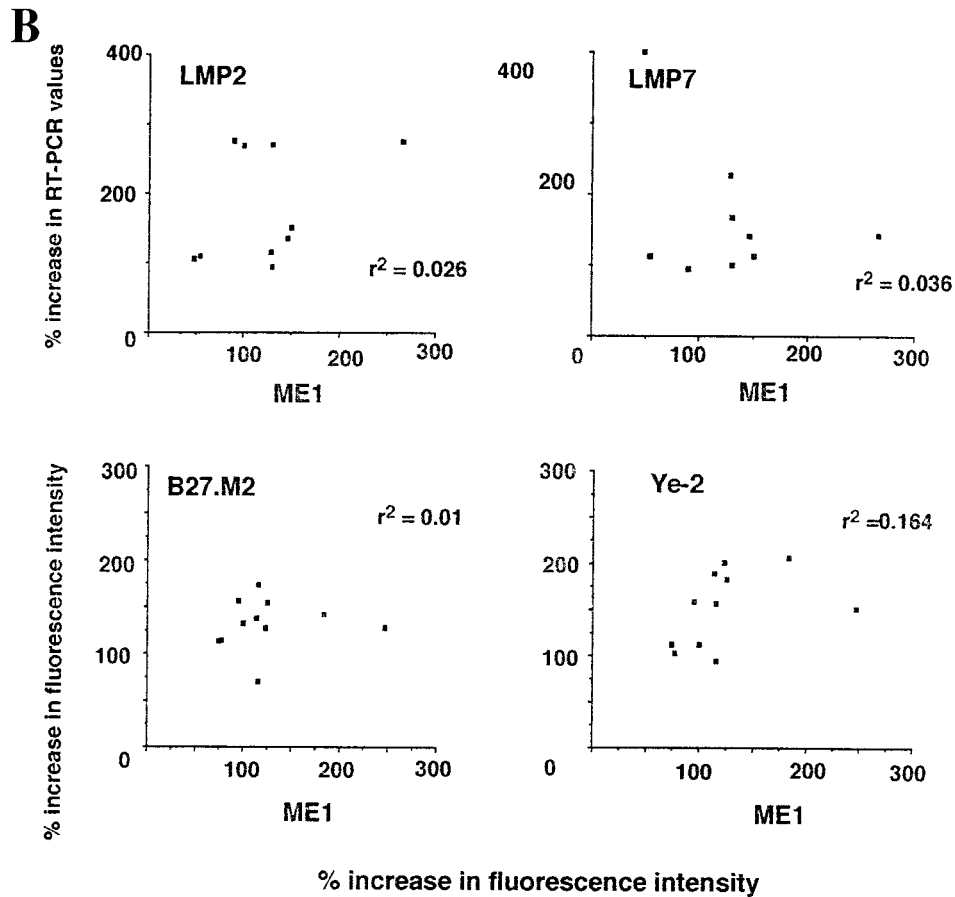 B
% increase in RT-PCR values
400
200
0
LMP2
r² = 0.026
100 200 300
ME1
400
200
0
LMP7
r² = 0.036
100 200 300
ME1
% increase in fluorescence intensity
300
200
100
0
B27.M2
r² = 0.01
100 200 300
ME1
300
200
100
0
Ye-2
r² =0.164
100 200 300
ME1
% increase in fluorescence intensity